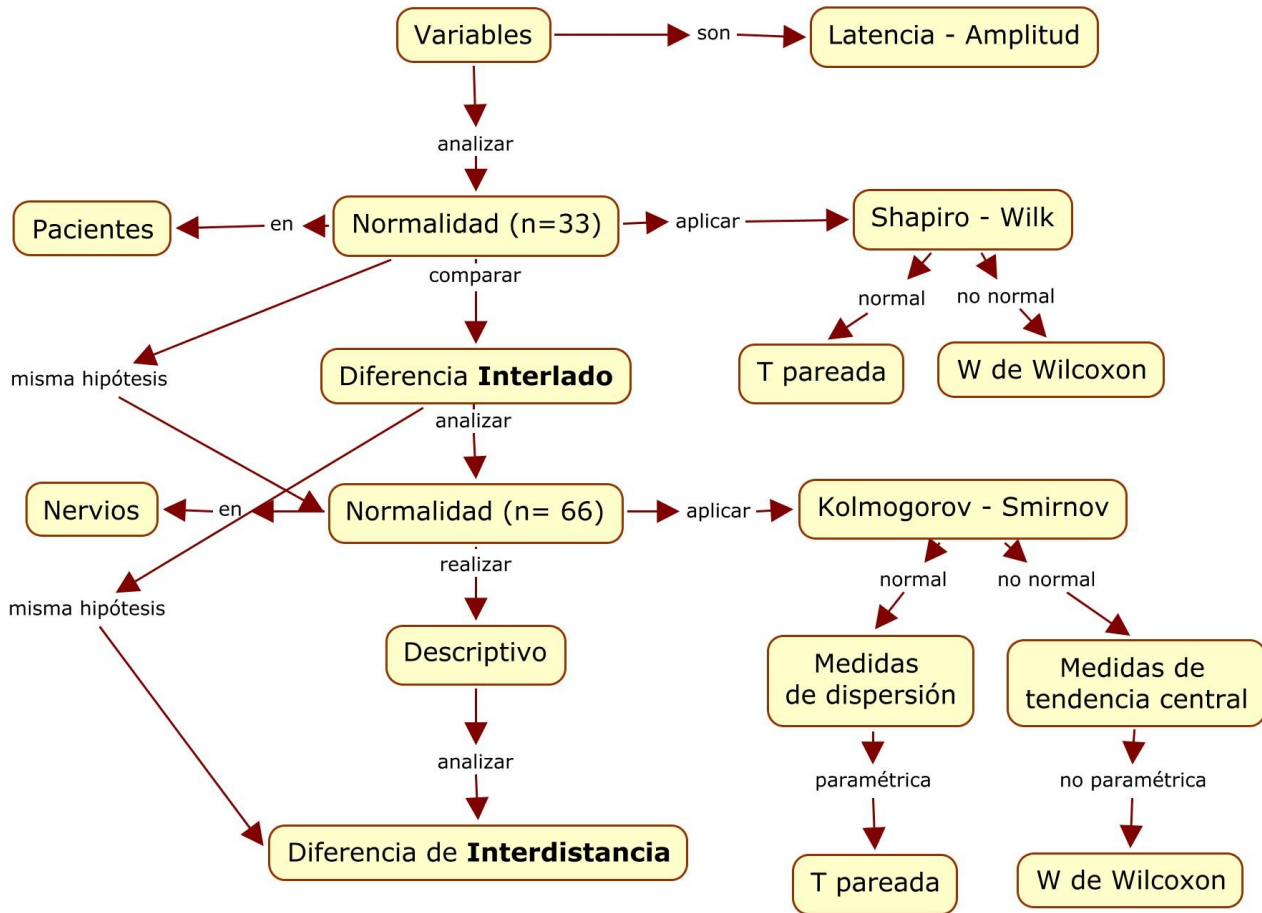 Variables
son
Latencia - Amplitud
analizar
Pacientes
en
Normalidad (n=33)
aplicar
Shapiro - Wilk
comparar
normal
no normal
misma hipótesis
Diferencia Interlado
T pareada
W de Wilcoxon
analizar
Nervios
en
Normalidad (n= 66)
aplicar
Kolmogorov - Smirnov
realizar
normal
no normal
misma hipótesis
Descriptivo
Medidas
de dispersión
Medidas de
tendencia central
analizar
paramétrica
no paramétrica
Diferencia de Interdistancia
T pareada
W de Wilcoxon